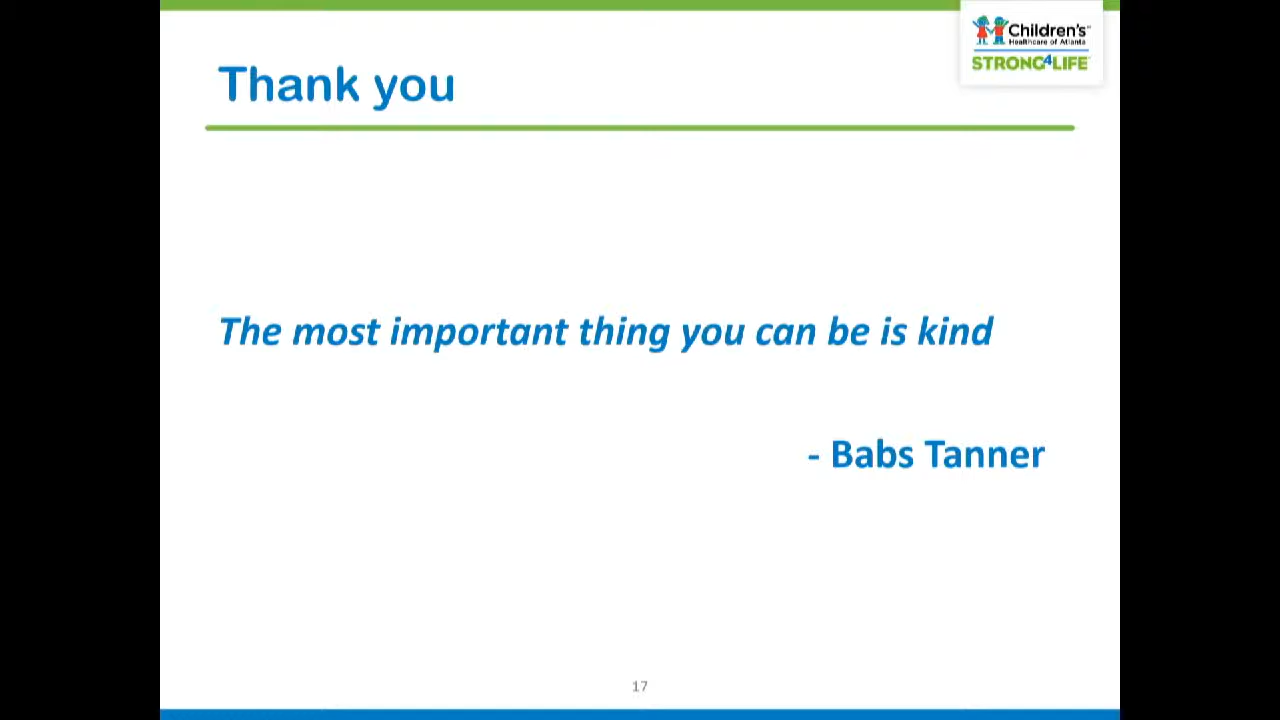 Children's
Healthcare of Atlanta
STRONG4LIFE
Thank you
The most important thing you can be is kind
- Babs Tanner
17